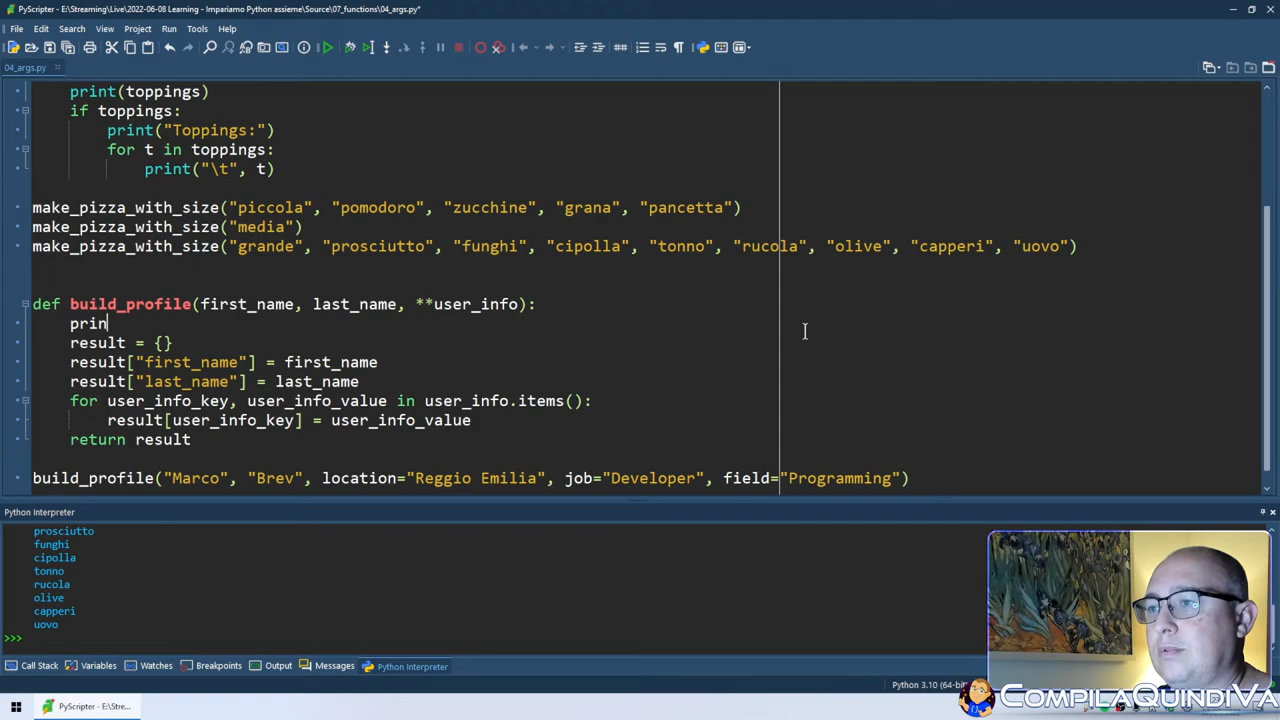 PyScripter - E:\Streaming\Live\2022-06-08 Learning - Impariamo Python assieme\Source\07_functions\04_args.py*
File Edit Search View Project Run Tools Help
04_args.py
print(toppings)
if toppings:
print("Toppings:")
for t in toppings:
print("\t", t)
make_pizza_with_size("piccola", "pomodoro", "zucchine", "grana", "pancetta")
make_pizza_with_size("media")
make_pizza_with_size("grande", "prosciutto", "funghi", "cipolla", "tonno", "rucola", "olive", "capperi", "uovo")
def build_profile(first_name, last_name, **user_info):
prin
result = {}
result["first_name"] = first_name
result["last_name"] = last_name
for user_info_key, user_info_value in user_info.items():
result[user_info_key] = user_info_value
return result
build_profile("Marco", "Brev", location="Reggio Emilia", job="Developer", field="Programming")
Python Interpreter
prosciutto
funghi
cipolla
tonno
rucola
olive
capperi
uovo
>>>
Call Stack Variables Watches Breakpoints Output Messages Python Interpreter
Python 3.10 (64-bit)
PyScripter - E:\Stre...
COMPILAQUINDIVA